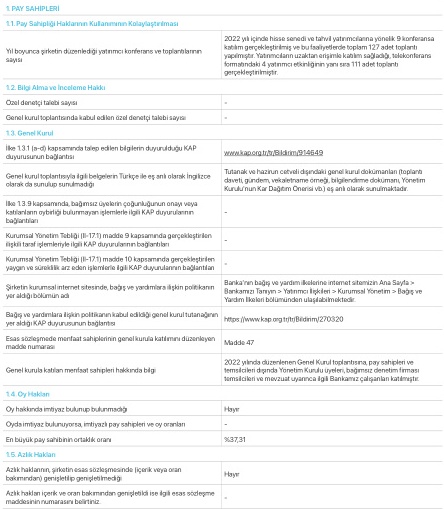 1. PAY SAHİPLERİ
1.1. Pay Sahipliği Haklarının Kullanımının Kolaylaştırılması
Yıl boyunca şirketin düzenlediği yatırımcı konferans ve toplantılarının
sayısı
2022 yılı içinde hisse senedi ve tahvil yatırımcılarına yönelik 9 konferansa
katılım gerçekleştirilmiş ve bu faaliyetlerde toplam 127 adet toplantı
yapılmıştır. Yatırımcıların uzaktan erişimle katılım sağladığı, telekonferans
formatındaki 4 yatırımcı etkinliğinin yanı sıra 111 adet toplantı
gerçekleştirilmiştir.
1.2. Bilgi Alma ve İnceleme Hakkı
Özel denetçi talebi sayısı
-
Genel kurul toplantısında kabul edilen özel denetçi talebi sayısı
-
1.3. Genel Kurul
İlke 1.3.1 (a-d) kapsamında talep edilen bilgilerin duyurulduğu KAP
duyurusunun bağlantısı
www.kap.org.tr/tr/Bildirim/914649
Genel kurul toplantısıyla ilgili belgelerin Türkçe ile eş anlı olarak İngilizce
olarak da sunulup sunulmadığı
Tutanak ve hazirun cetveli dışındaki genel kurul dokümanları (toplantı
daveti, gündem, vekaletname örneği, bilgilendirme dokümanı, Yönetim
Kurulu'nun Kar Dağıtım Önerisi vb.) eş anlı olarak sunulmaktadır.
İlke 1.3.9 kapsamında, bağımsız üyelerin çoğunluğunun onayı veya
katılanların oybirliği bulunmayan işlemlerle ilgili KAP duyurularının
bağlantıları
-
Kurumsal Yönetim Tebliği (II-17.1) madde 9 kapsamında gerçekleştirilen
ilişkili taraf işlemleriyle ilgili KAP duyurularının bağlantıları
-
Kurumsal Yönetim Tebliği (II-17.1) madde 10 kapsamında gerçekleştirilen
yaygın ve süreklilik arz eden işlemlerle ilgili KAP duyurularının bağlantıları
-
Şirketin kurumsal internet sitesinde, bağış ve yardımlara ilişkin politikanın
yer aldığı bölümün adı
Banka'nın bağış ve yardım ilkelerine internet sitemizin Ana Sayfa >
Bankamızı Tanıyın > Yatırımcı İlişkileri > Kurumsal Yönetim > Bağış ve
Yardım İlkeleri bölümünden ulaşılabilmektedir.
Bağış ve yardımlara ilişkin politikanın kabul edildiği genel kurul tutanağının
yer aldığı KAP duyurusunun bağlantısı
https://www.kap.org.tr/tr/Bildirim/270320
Esas sözleşmede menfaat sahiplerinin genel kurula katılımını düzenleyen
madde numarası
Madde 47
Genel kurula katılan menfaat sahipleri hakkında bilgi
2022 yılında düzenlenen Genel Kurul toplantısına, pay sahipleri ve
temsilcileri dışında Yönetim Kurulu üyeleri, bağımsız denetim firması
temsilcileri ve mevzuat uyarınca ilgili Bankamız çalışanları katılmıştır.
1.4. Oy Hakları
Oy hakkında imtiyaz bulunup bulunmadığı
Hayır
Oyda imtiyaz bulunuyorsa, imtiyazlı pay sahipleri ve oy oranları
-
En büyük pay sahibinin ortaklık oranı
%37,31
1.5. Azlık Hakları
Azlık haklarının, şirketin esas sözleşmesinde (içerik veya oran
bakımından) genişletilip genişletilmediği
Hayır
Azlık hakları içerik ve oran bakımından genişletildi ise ilgili esas sözleşme
maddesinin numarasını belirtiniz.
-